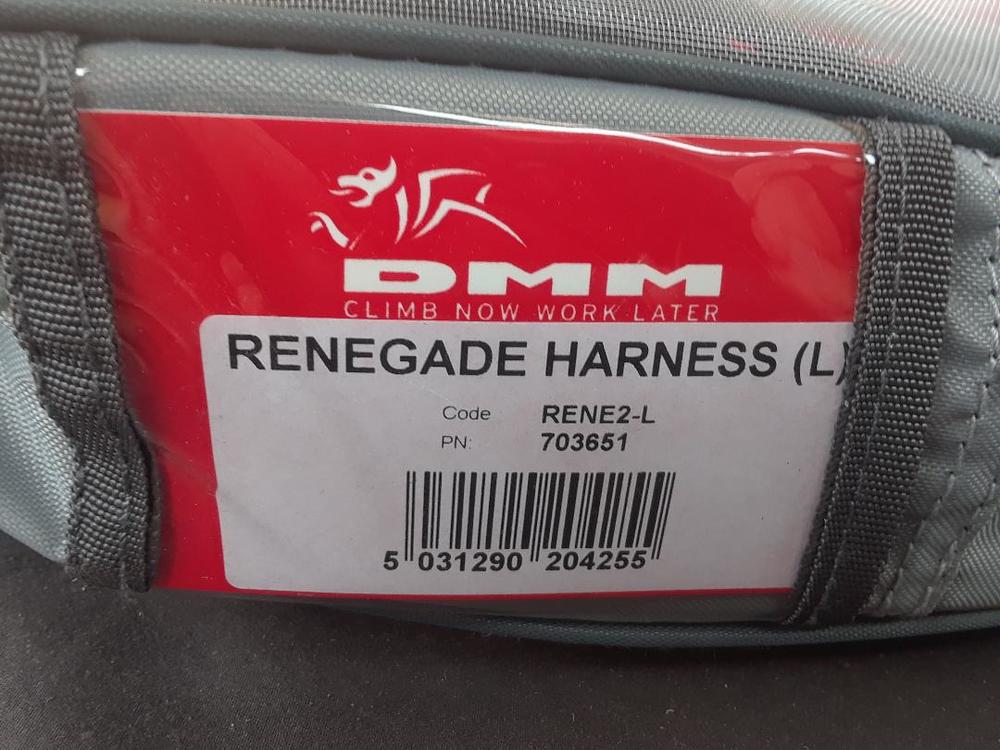 DMM
CLIMB NOW WORK LATER
RENEGADE HARNESS (L)
Code RENE2-L
PN: 703651
5 031290 204255